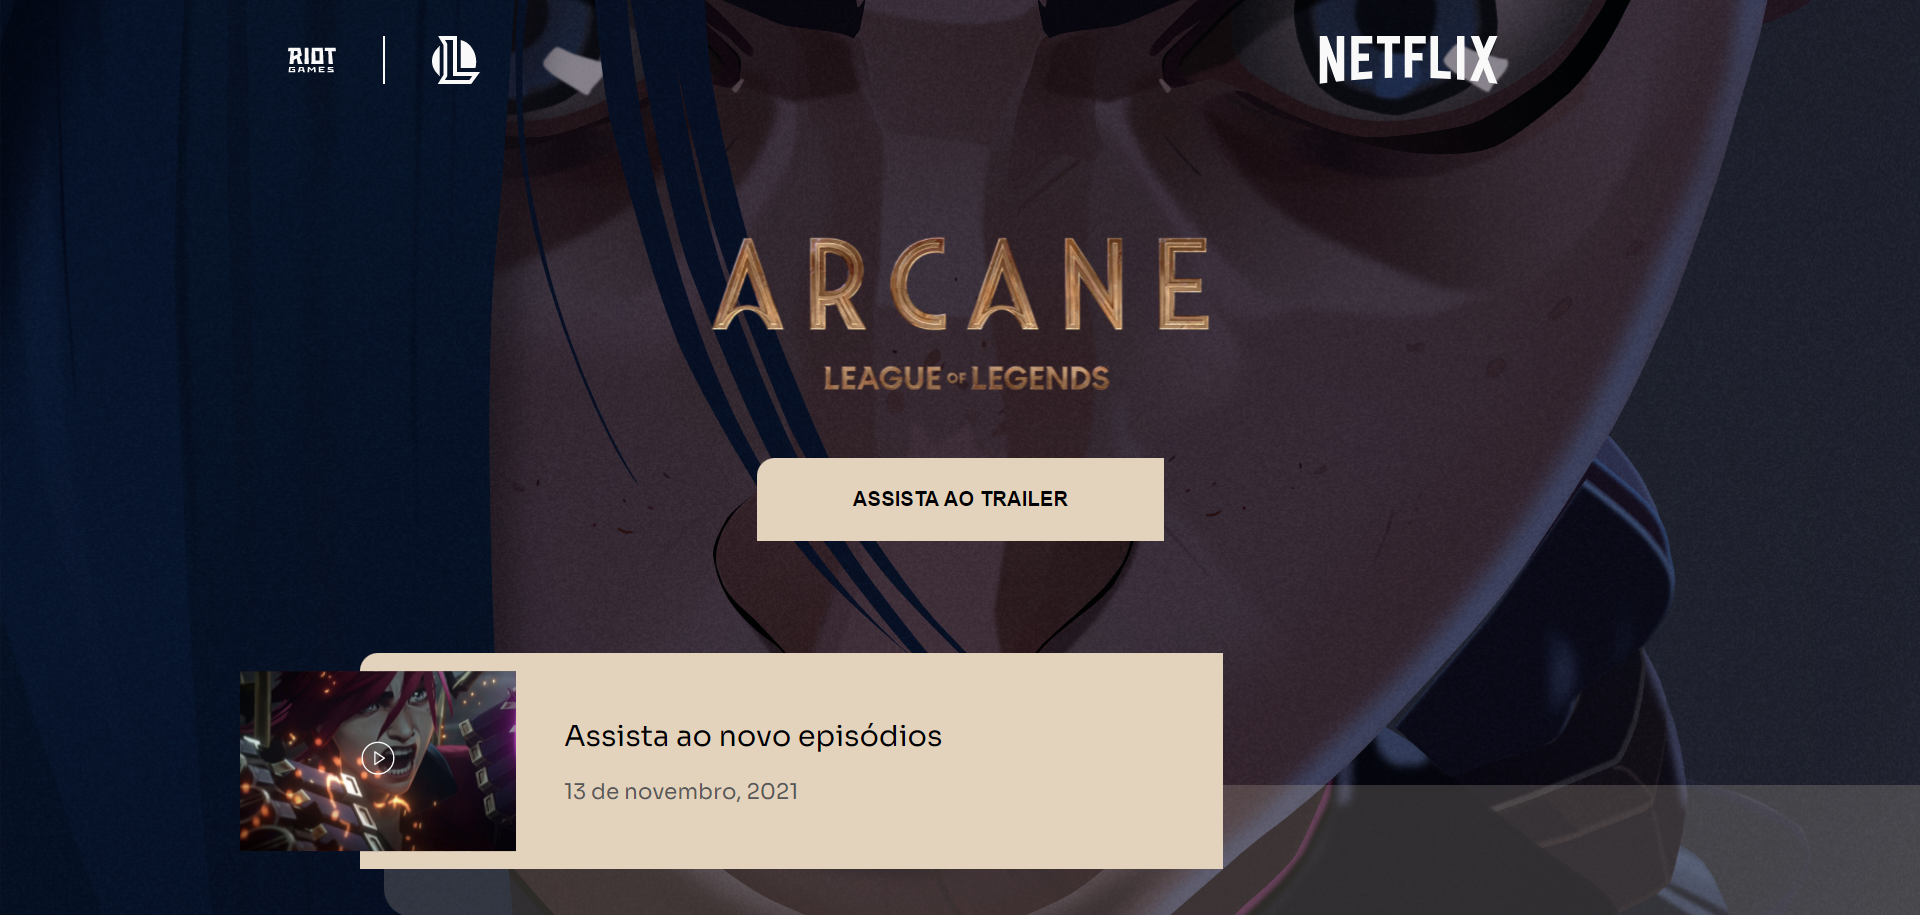 RIOT
GAMES
NETFLIX
ARCANE
LEAGUE OF LEGENDS
ASSISTA AO TRAILER
Assista ao novo episódios
13 de novembro, 2021